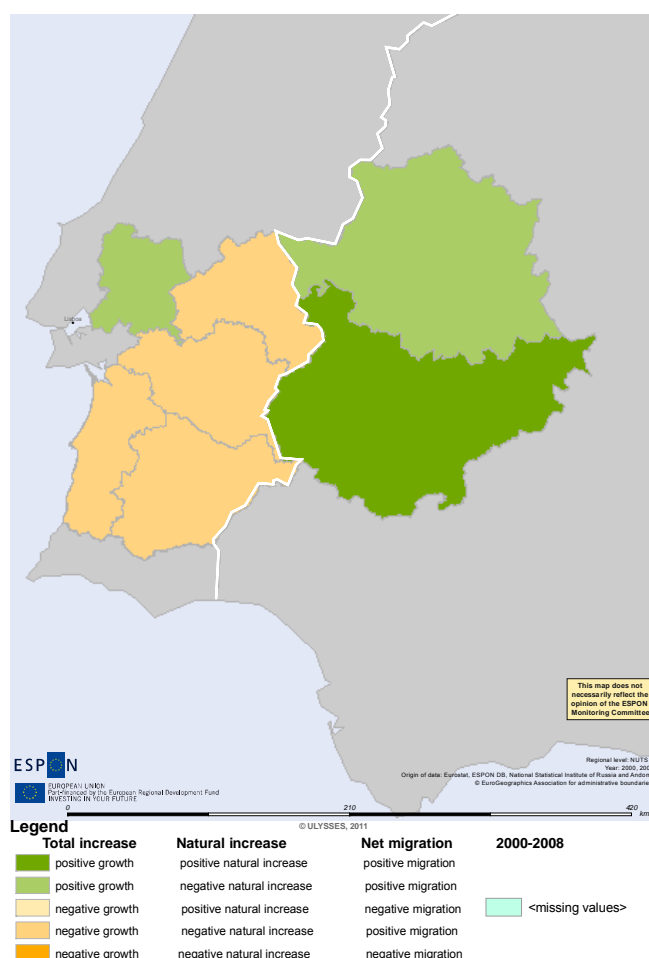 Lisboa
This map does not
necessarily reflect the
opinion of the ESPON
Monitoring Committee
ESPON
EUROPEAN UNION
Part-financed by the European Regional Development Fund
INVESTING IN YOUR FUTURE
Regional level: NUTS
Year: 2000, 200
Origin of data: Eurostat, ESPON DB, National Statistical Institute of Russia and Andorr
© EuroGeographics Association for administrative boundarie
0 210 420
km
© ULYSSES, 2011
Legend
Total increase Natural increase Net migration 2000-2008
positive growth positive natural increase positive migration
positive growth negative natural increase positive migration
negative growth positive natural increase negative migration <missing values>
negative growth negative natural increase positive migration
negative growth negative natural increase negative migration